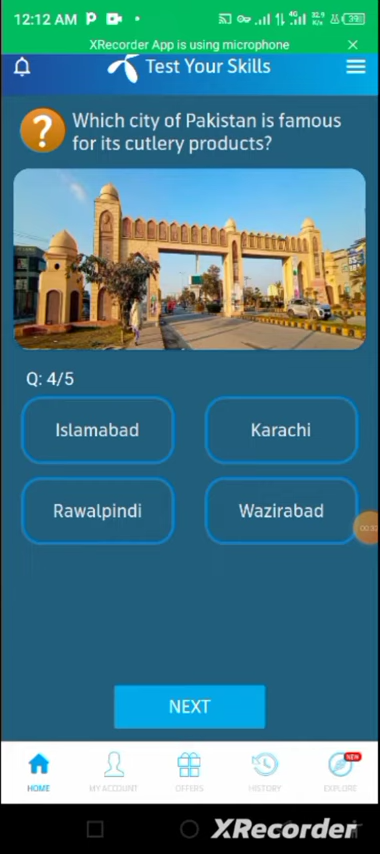 12:12 AM
XRecorder App is using microphone
Test Your Skills
Which city of Pakistan is famous
for its cutlery products?
Q: 4/5
Islamabad
Karachi
Rawalpindi
Wazirabad
NEXT
NEW
HOME
MY ACCOUNT
OFFERS
HISTORY
EXPLORE
XRecorder